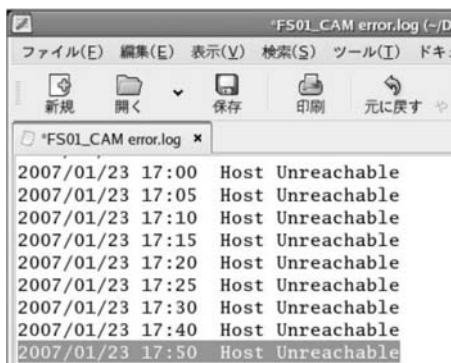 *FS01_CAM error.log (~/D
ファイル(F) 編集(E) 表示(V) 検索(S) ツール(T) ドキ
新規 開く 保存 印刷 元に戻す や
*FS01_CAM error.log ×
2007/01/23 17:00 Host Unreachable
2007/01/23 17:05 Host Unreachable
2007/01/23 17:10 Host Unreachable
2007/01/23 17:15 Host Unreachable
2007/01/23 17:20 Host Unreachable
2007/01/23 17:25 Host Unreachable
2007/01/23 17:30 Host Unreachable
2007/01/23 17:40 Host Unreachable
2007/01/23 17:50 Host Unreachable